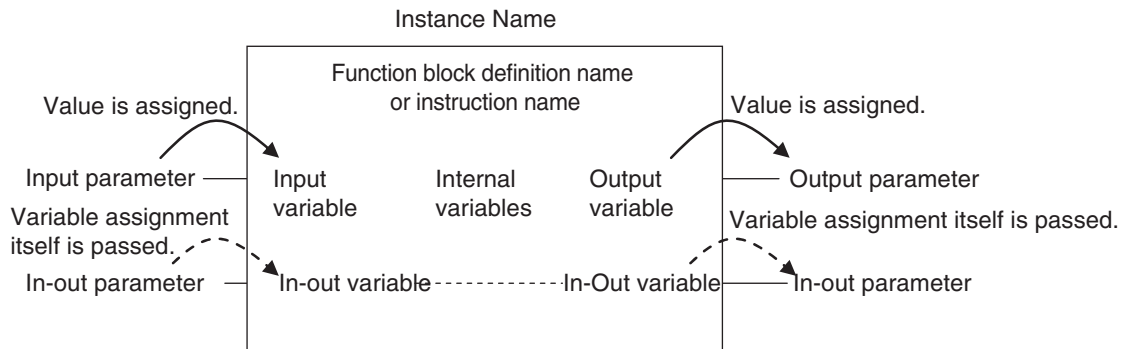 Instance Name
Function block definition name
or instruction name
Value is assigned.
Value is assigned.
Input parameter
Input
variable
Internal
variables
Output
variable
Output parameter
Variable assignment
itself is passed.
Variable assignment itself is passed.
In-out parameter
In-out variable
In-Out variable
In-out parameter